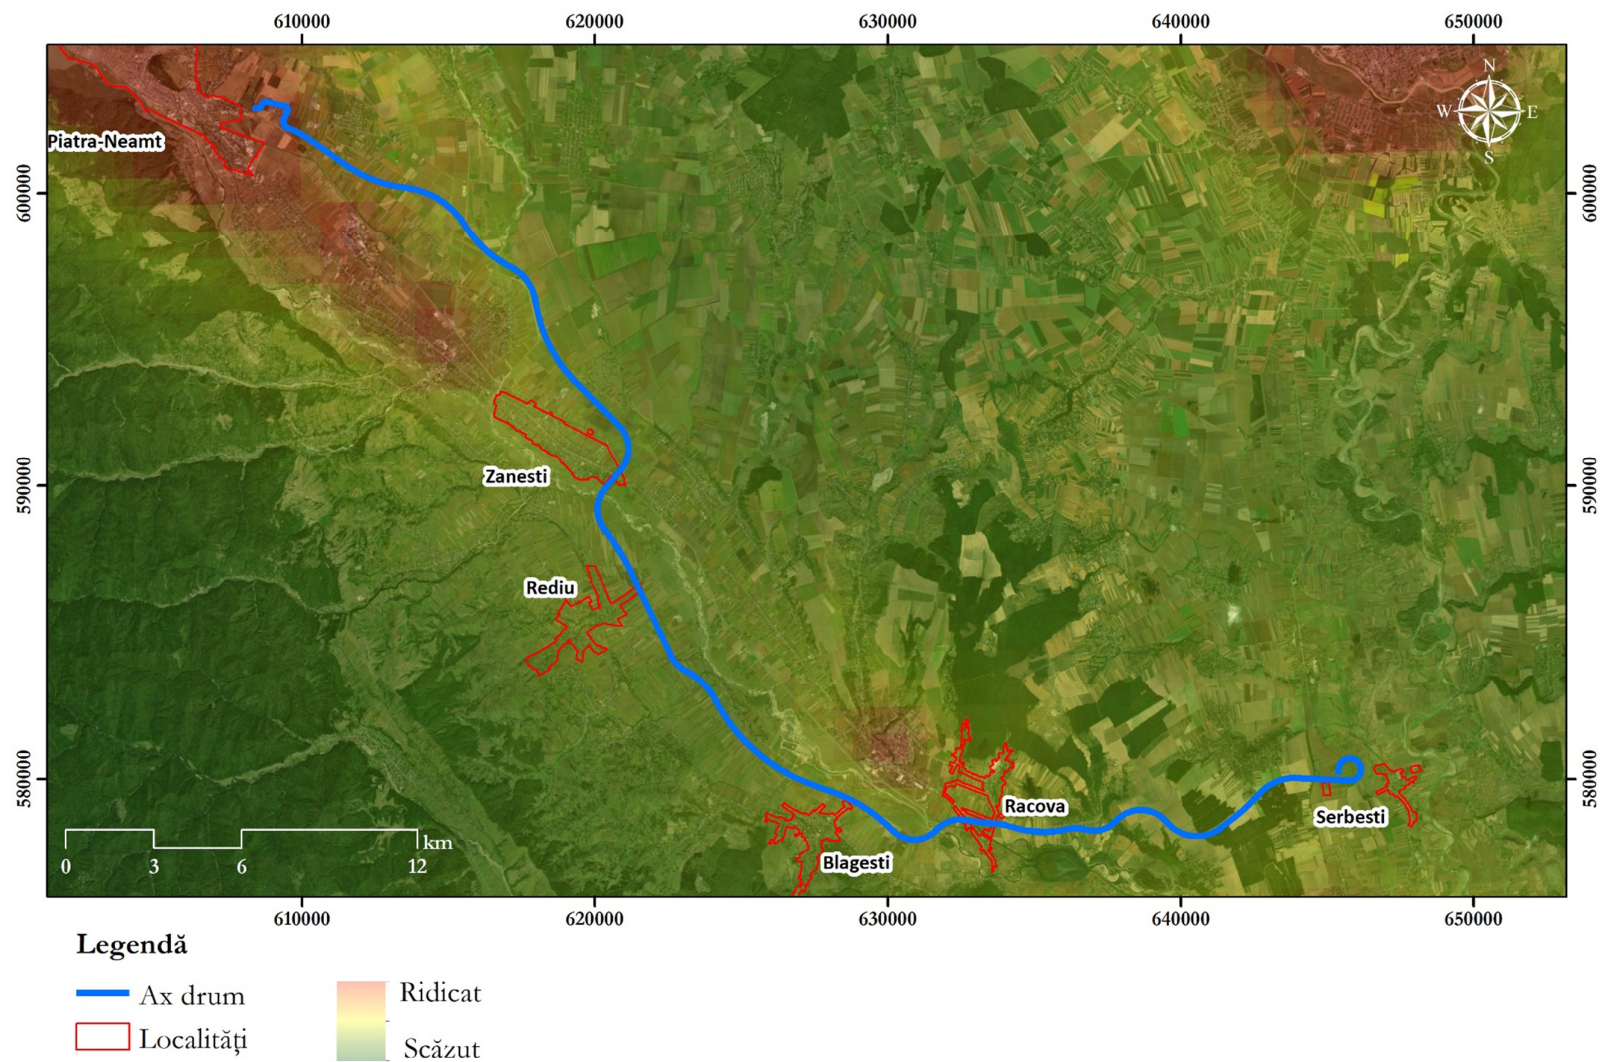 610000 620000 630000 640000 650000
N
W E
S
Piatra-Neamt
600000 600000
Zanesti
590000 590000
Rediu
580000 580000
Racova
Serbesti
Blagesti
km
0 3 6 12
610000 620000 630000 640000 650000
Legendă
Ax drum
Localități
Ridicat
Scăzut